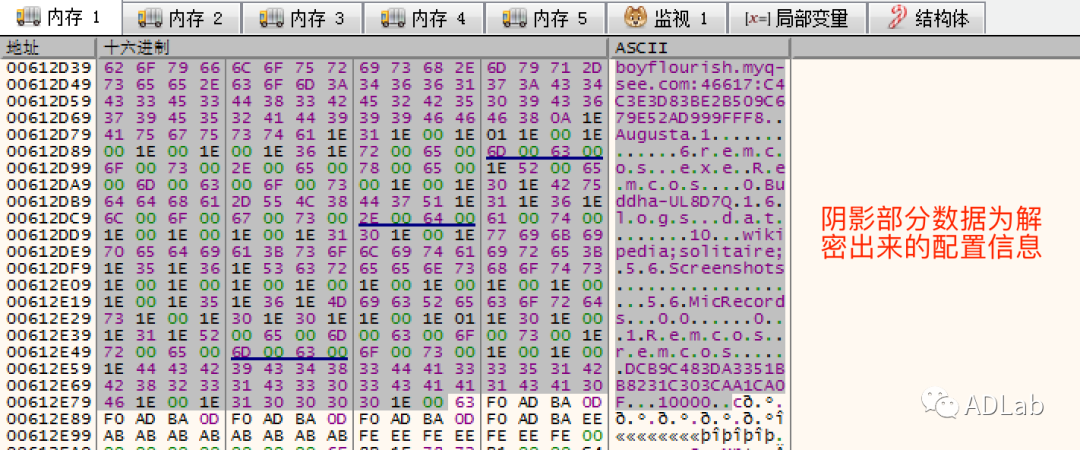 内存 1 内存 2 内存 3 内存 4 内存 5 监视 1 [x=] 局部变量 结构体
地址 十六进制 ASCII
00612D39 62 6F 79 66 6C 6F 75 72 69 73 68 2E 6D 79 71 2D boyflourish.myq-
00612D49 73 65 65 2E 63 6F 6D 3A 34 36 36 31 37 3A 43 34 see.com:46617:C4
00612D59 43 33 45 33 44 38 33 42 45 32 42 35 30 39 43 36 C3E3D83BE2B509C6
00612D69 37 39 45 35 32 41 44 39 39 39 46 46 46 38 0A 1E 79E52AD999FFF8..
00612D79 41 75 67 75 73 74 61 1E 31 1E 00 1E 01 1E 00 1E Augusta.1.......
00612D89 00 1E 00 1E 00 1E 36 1E 72 00 65 00 6D 00 63 00 ......6.r.e.m.c.
00612D99 6F 00 73 00 2E 00 65 00 78 00 65 00 1E 52 00 65 o.s...e.x.e..R.e
00612DA9 00 6D 00 63 00 6F 00 73 00 1E 00 1E 30 1E 42 75 .m.c.o.s....0.Bu
00612DB9 64 64 68 61 2D 55 4C 38 44 37 51 1E 31 1E 36 1E ddha-UL8D7Q.1.6.
00612DC9 6C 00 6F 00 67 00 73 00 2E 00 64 00 61 00 74 00 l.o.g.s...d.a.t.
00612DD9 1E 00 1E 00 1E 00 1E 31 30 1E 00 1E 77 69 6B 69 .......10...wiki
00612DE9 70 65 64 69 61 3B 73 6F 6C 69 74 61 69 72 65 3B pedia;solitaire;
00612DF9 1E 35 1E 36 1E 53 63 72 65 65 6E 73 68 6F 74 73 .5.6.Screenshots
00612E09 1E 00 1E 00 1E 00 1E 00 1E 00 1E 00 1E 00 1E 00 ................
00612E19 1E 00 1E 35 1E 36 1E 4D 69 63 52 65 63 6F 72 64 ...5.6.MicRecord
00612E29 73 1E 00 1E 30 1E 30 1E 1E 00 1E 01 1E 30 1E 00 s...0.0......0..
00612E39 1E 31 1E 52 00 65 00 6D 00 63 00 6F 00 73 00 1E .1.R.e.m.c.o.s..
00612E49 72 00 65 00 6D 00 63 00 6F 00 73 00 1E 00 1E 00 r.e.m.c.o.s.....
00612E59 1E 44 43 42 39 43 34 38 33 44 41 33 33 35 31 42 .DCB9C483DA3351B
00612E69 42 38 32 33 31 43 33 30 33 43 41 41 31 43 41 30 B8231C303CAA1CA0
00612E79 46 1E 00 1E 31 30 30 30 30 1E 00 63 F0 AD BA 0D F...10000..cð.º.
00612E89 F0 AD BA 0D F0 AD BA 0D F0 AD BA 0D F0 AD BA EE ð.º.ð.º.ð.º.ð.ºî
00612E99 AB AB AB AB AB AB AB AB FE EE FE EE FE EE FE 00 ««««««««þîþîþîþ.
阴影部分数据为解
密出来的配置信息
ADLab